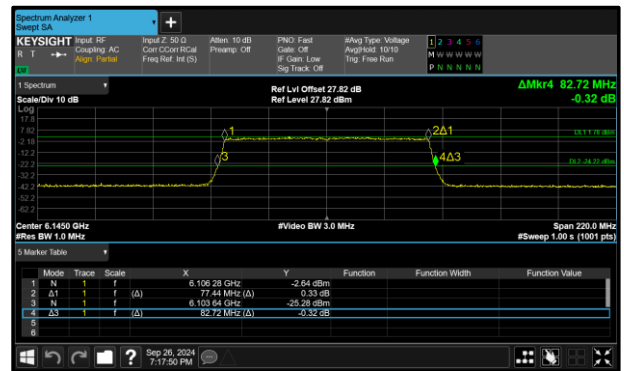 Spectrum Analyzer 1
Swept SA
+
KEYSIGHT Input: RF Input Z: 50 Ω Atten: 10 dB PNO: Fast #Avg Type: Voltage 1 2 3 4 5 6
R T Coupling: AC Corr CCorr RCal Preamp: Off Gate: Off Avg|Hold: 10/10 M W W W W W
Align: Partial Freq Ref: Int (S) IF Gain: Low Trig: Free Run
Sig Track: Off P N N N N N
1 Spectrum Ref Lvl Offset 27.82 dB ΔMkr4 82.72 MHz
Scale/Div 10 dB Ref Level 27.82 dBm -0.32 dB
Log
17.8
7.82 1 2Δ1
-2.18
-12.2 3 4Δ3
-22.2 DL2 -24.22 dBm
-32.2
-42.2
-52.2
-62.2
Center 6.1450 GHz #Video BW 3.0 MHz Span 220.0 MHz
#Res BW 1.0 MHz #Sweep 1.00 s (1001 pts)
5 Marker Table
Mode Trace Scale X Y Function Function Width Function Value
1 N 1 f 6.106 28 GHz -2.64 dBm
2 Δ1 1 f (Δ) 77.44 MHz (Δ) 0.33 dB
3 N 1 f 6.103 64 GHz -25.28 dBm
4 Δ3 1 f (Δ) 82.72 MHz (Δ) -0.32 dB
5
6
? Sep 26, 2024
7:17:50 PM